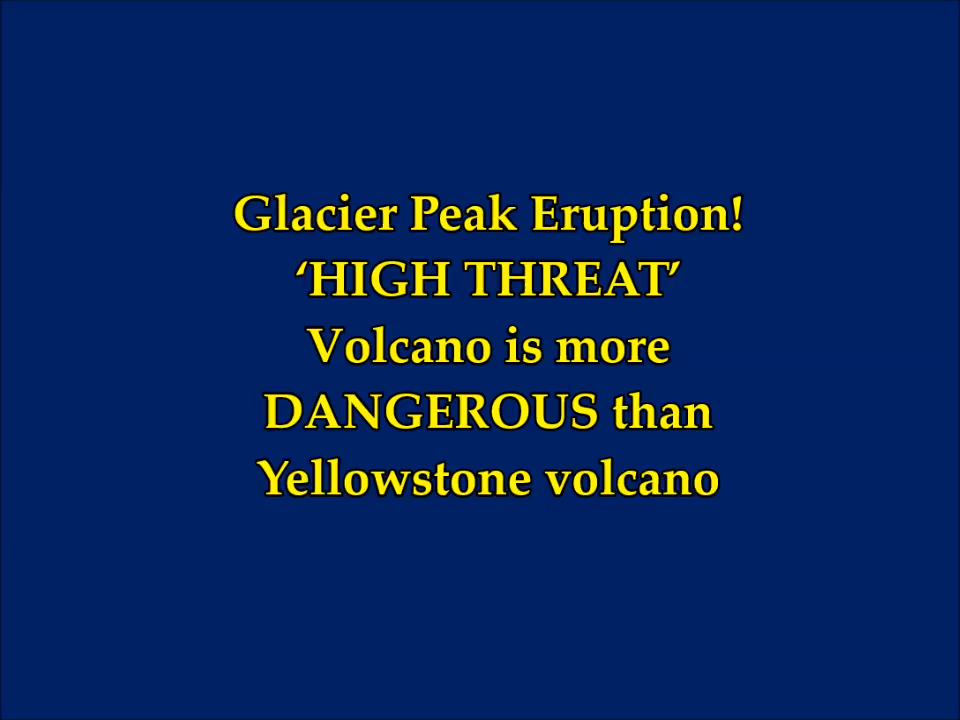 Glacier Peak Eruption!
‘HIGH THREAT’
Volcano is more
DANGEROUS than
Yellowstone volcano